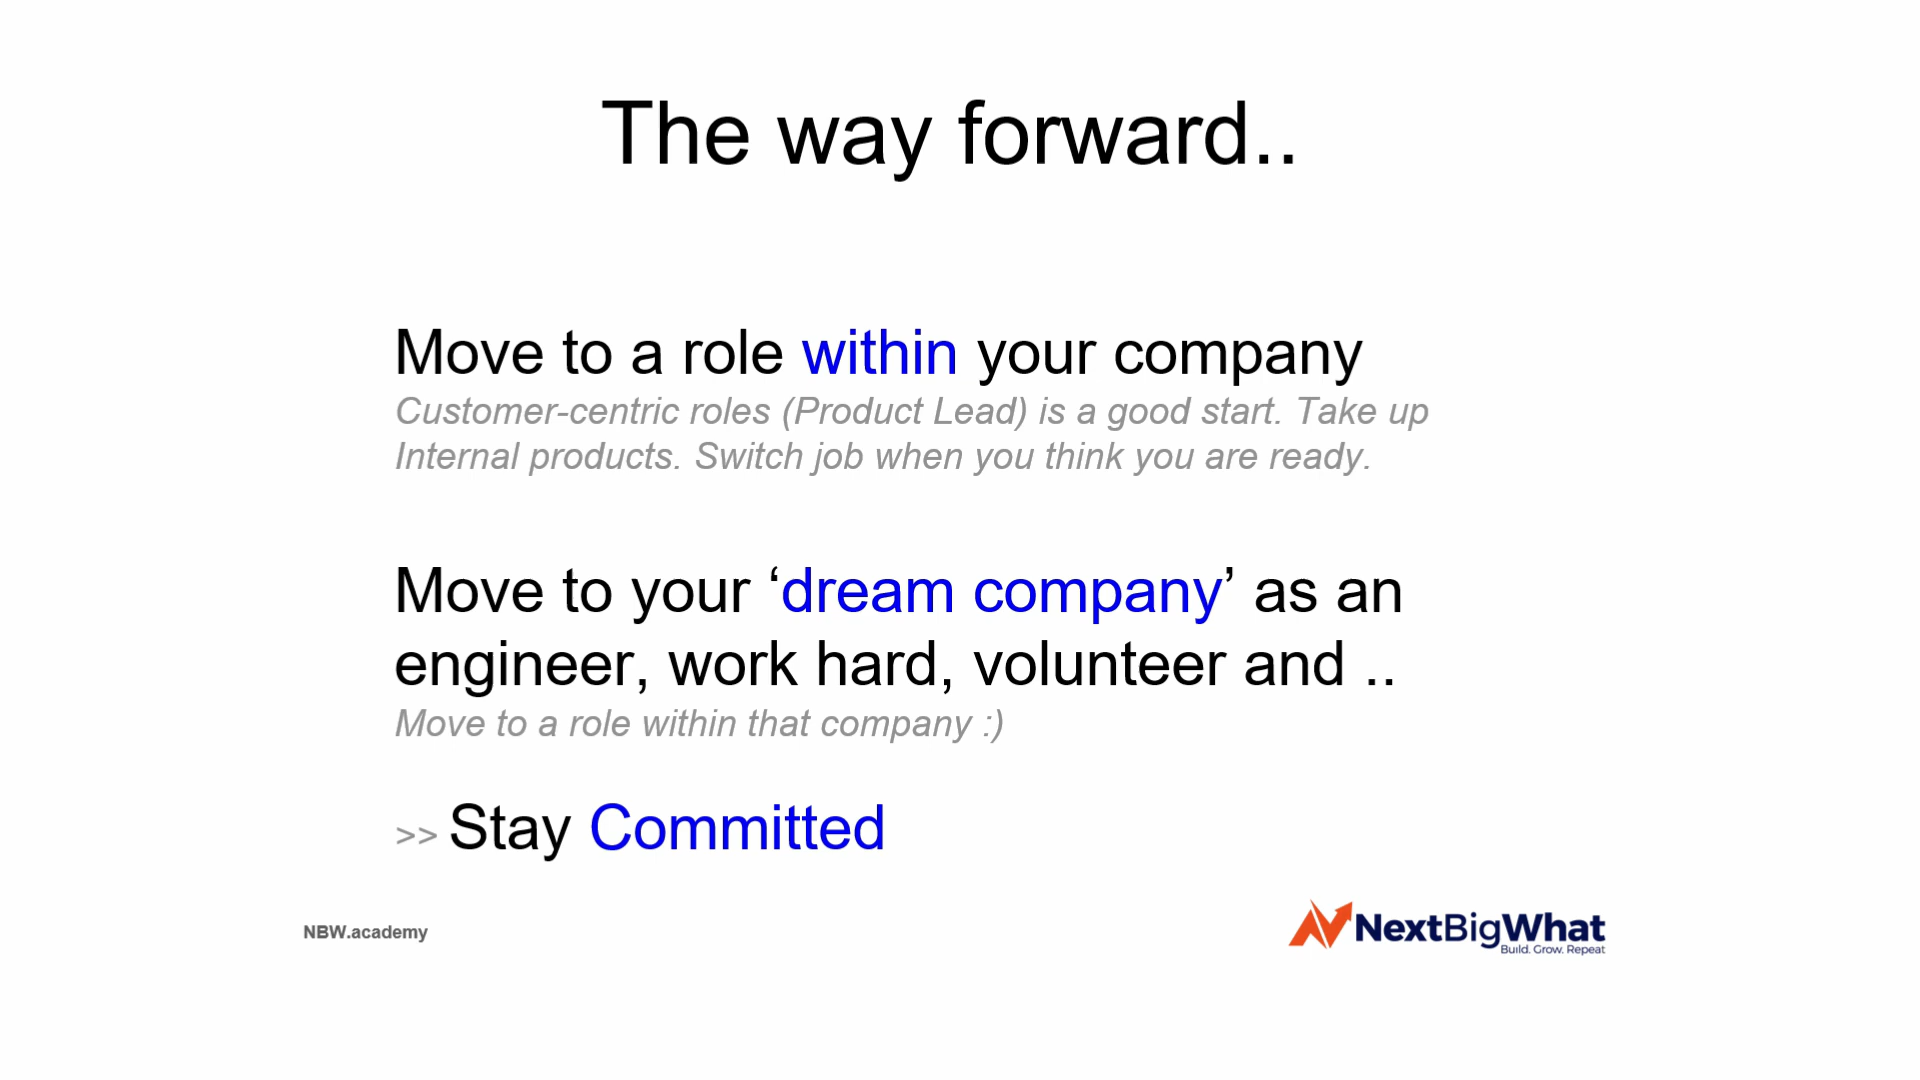 The way forward..
Move to a role within your company
Customer-centric roles (Product Lead) is a good start. Take up
Internal products. Switch job when you think you are ready.
Move to your ‘dream company’ as an
engineer, work hard, volunteer and ..
Move to a role within that company :)
>> Stay Committed
NBW.academy
NextBigWhat
Build. Grow. Repeat